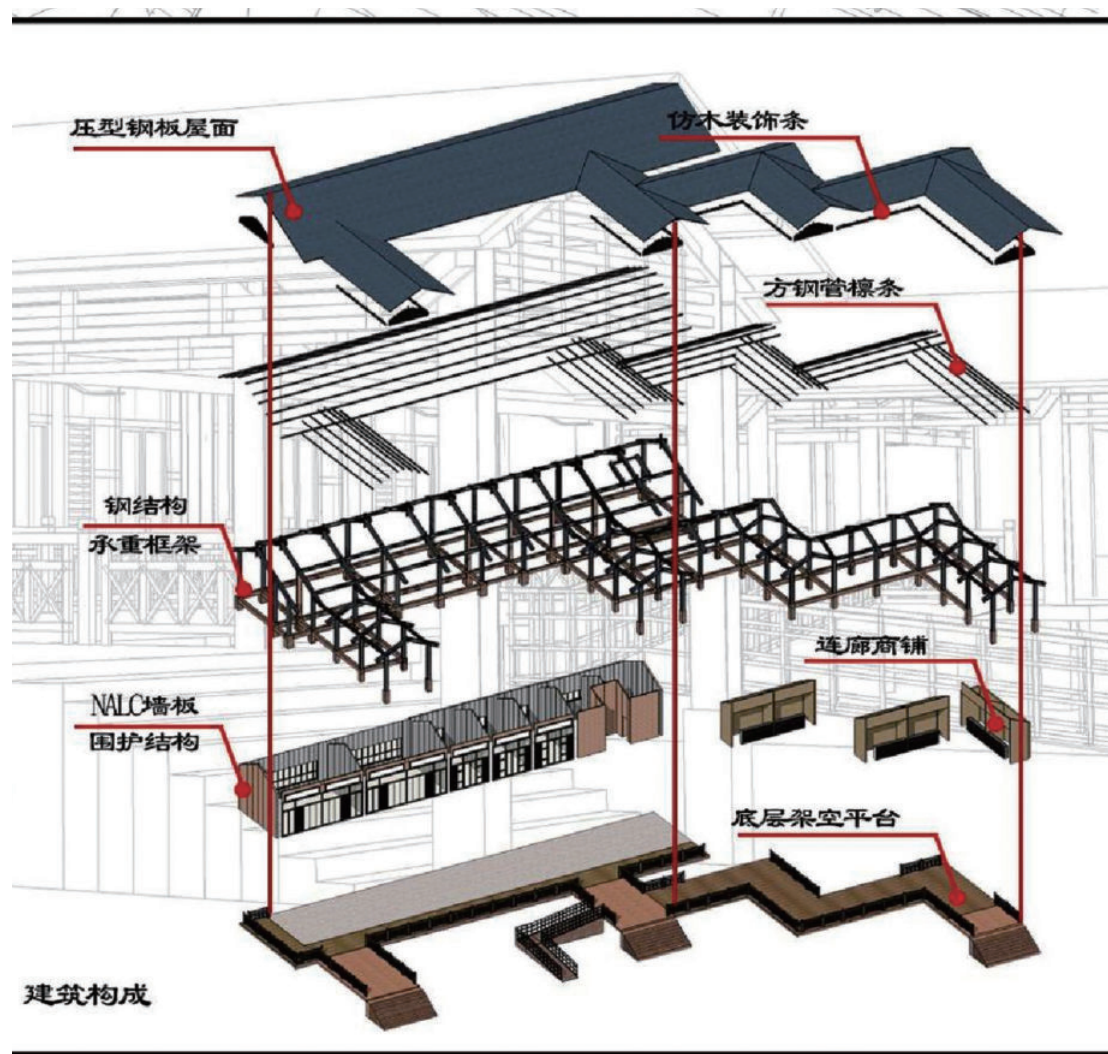 压型钢板屋面
仿木装饰条
方钢管檩条
钢结构
承重框架
连廊商铺
NALC墙板
围护结构
底层架空平台
建筑构成